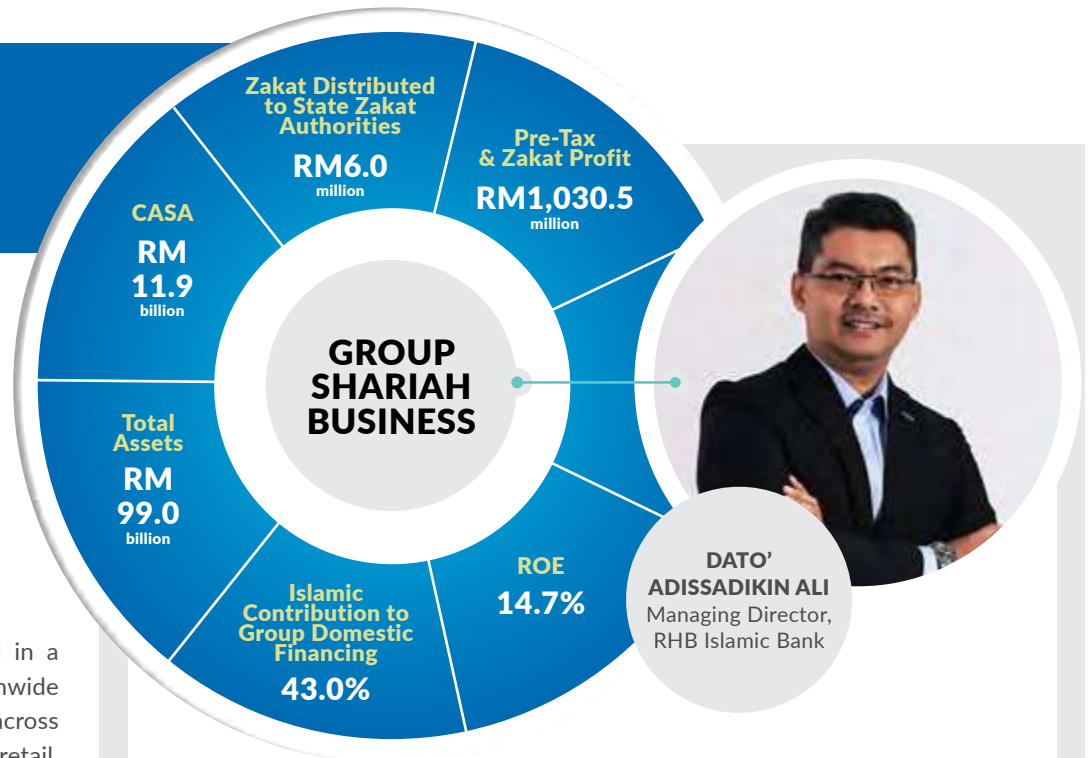 Zakat Distributed
to State Zakat
Authorities
RM6.0
million
Pre-Tax
& Zakat Profit
RM1,030.5
million
CASA
RM
11.9
billion
GROUP
SHARIAH
BUSINESS
Total
Assets
RM
99.0
billion
Islamic
Contribution to
Group Domestic
Financing
43.0%
ROE
14.7%
DATO’
ADISSADIKIN ALI
Managing Director,
RHB Islamic Bank
in a
retail,